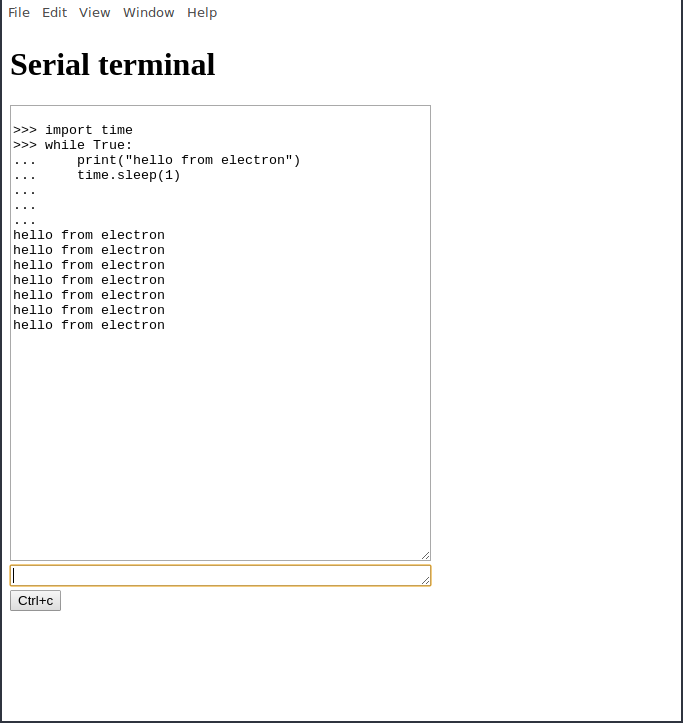 File Edit View Window Help
Serial terminal
>>> import time
>>> while True:
...     print("hello from electron")
...     time.sleep(1)
...
...
...
hello from electron
hello from electron
hello from electron
hello from electron
hello from electron
hello from electron
hello from electron
Ctrl+c